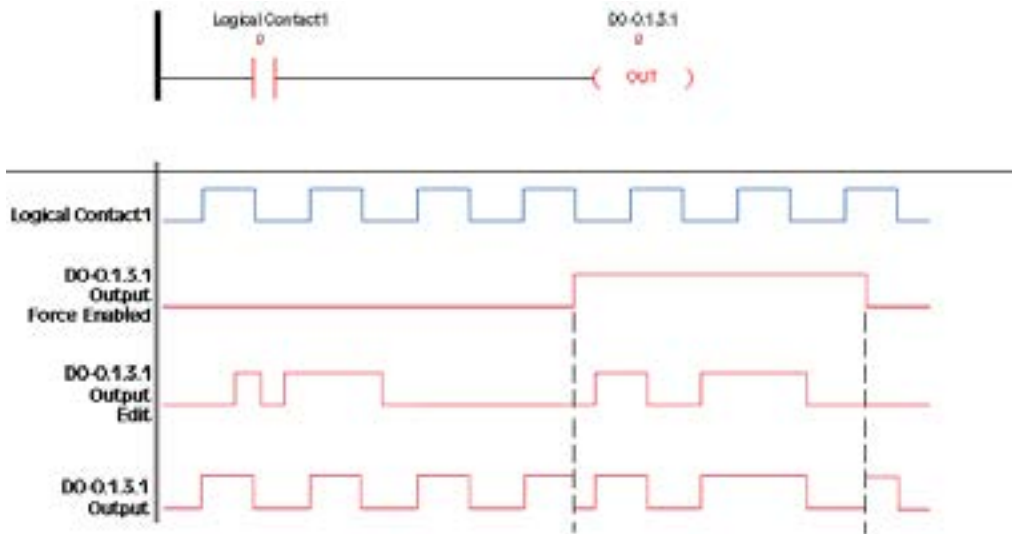 Logical Contact1
DO-0.1.3.1
0
0
OUT
Logical Contact1
DO-0.1.3.1
Output
Force Enabled
DO-0.1.3.1
Output
Edit
DO-0.1.3.1
Output